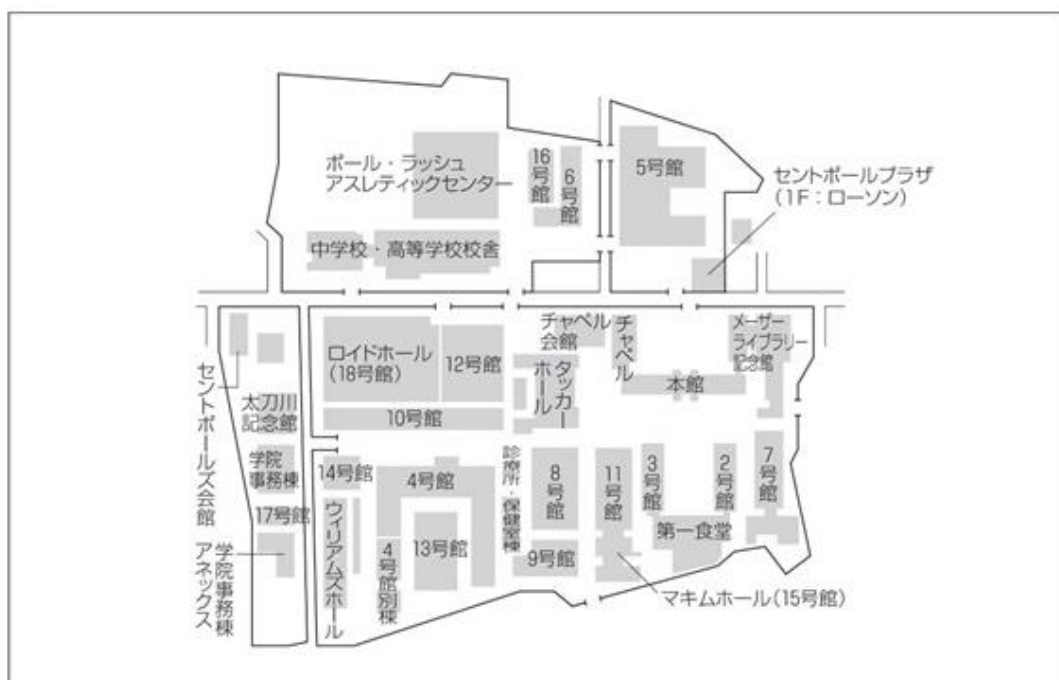 ポール・ラッシュ
アスレティックセンター
16号館
6号館
5号館
セントポールプラザ
(1F：ローソン)
中学校・高等学校校舎
ロイドホール
(18号館)
12号館
チャペル
会館
チャペル
メーザー
ライブラリー
記念館
タッカー
ホール
本館
10号館
セントポールズ会館
太刀川
記念館
学院
事務棟
17号館
学院事務棟
アネックス
14号館
ウィリアムズホール
4号館
4号館別棟
13号館
診療所・保健室棟
8号館
9号館
11号館
3号館
2号館
7号館
第一食堂
マキムホール(15号館)